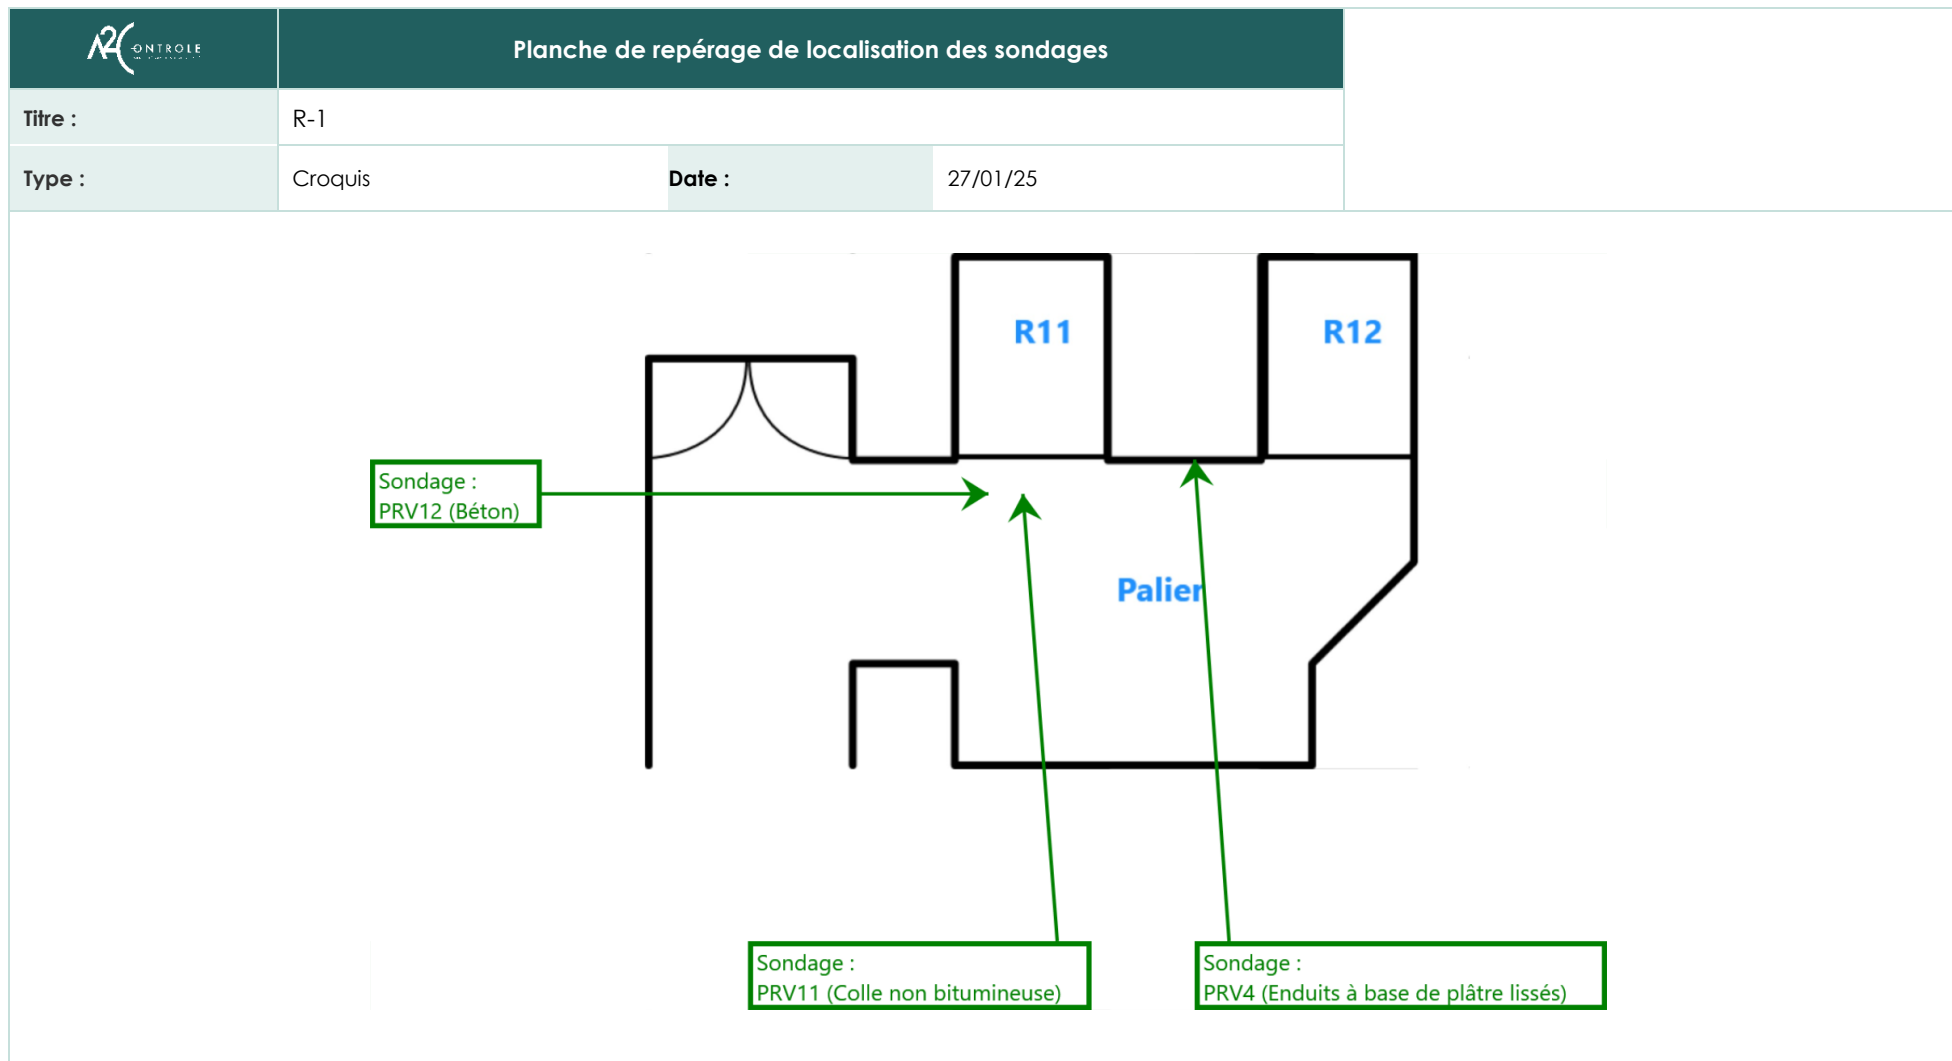 A2CONTROLE
Planche de repérage de localisation des sondages
Titre :
R-1
Type :
Croquis
Date :
27/01/25
R11
R12
Sondage :
PRV12 (Béton)
Palier
Sondage :
PRV11 (Colle non bitumineuse)
Sondage :
PRV4 (Enduits à base de plâtre lissés)